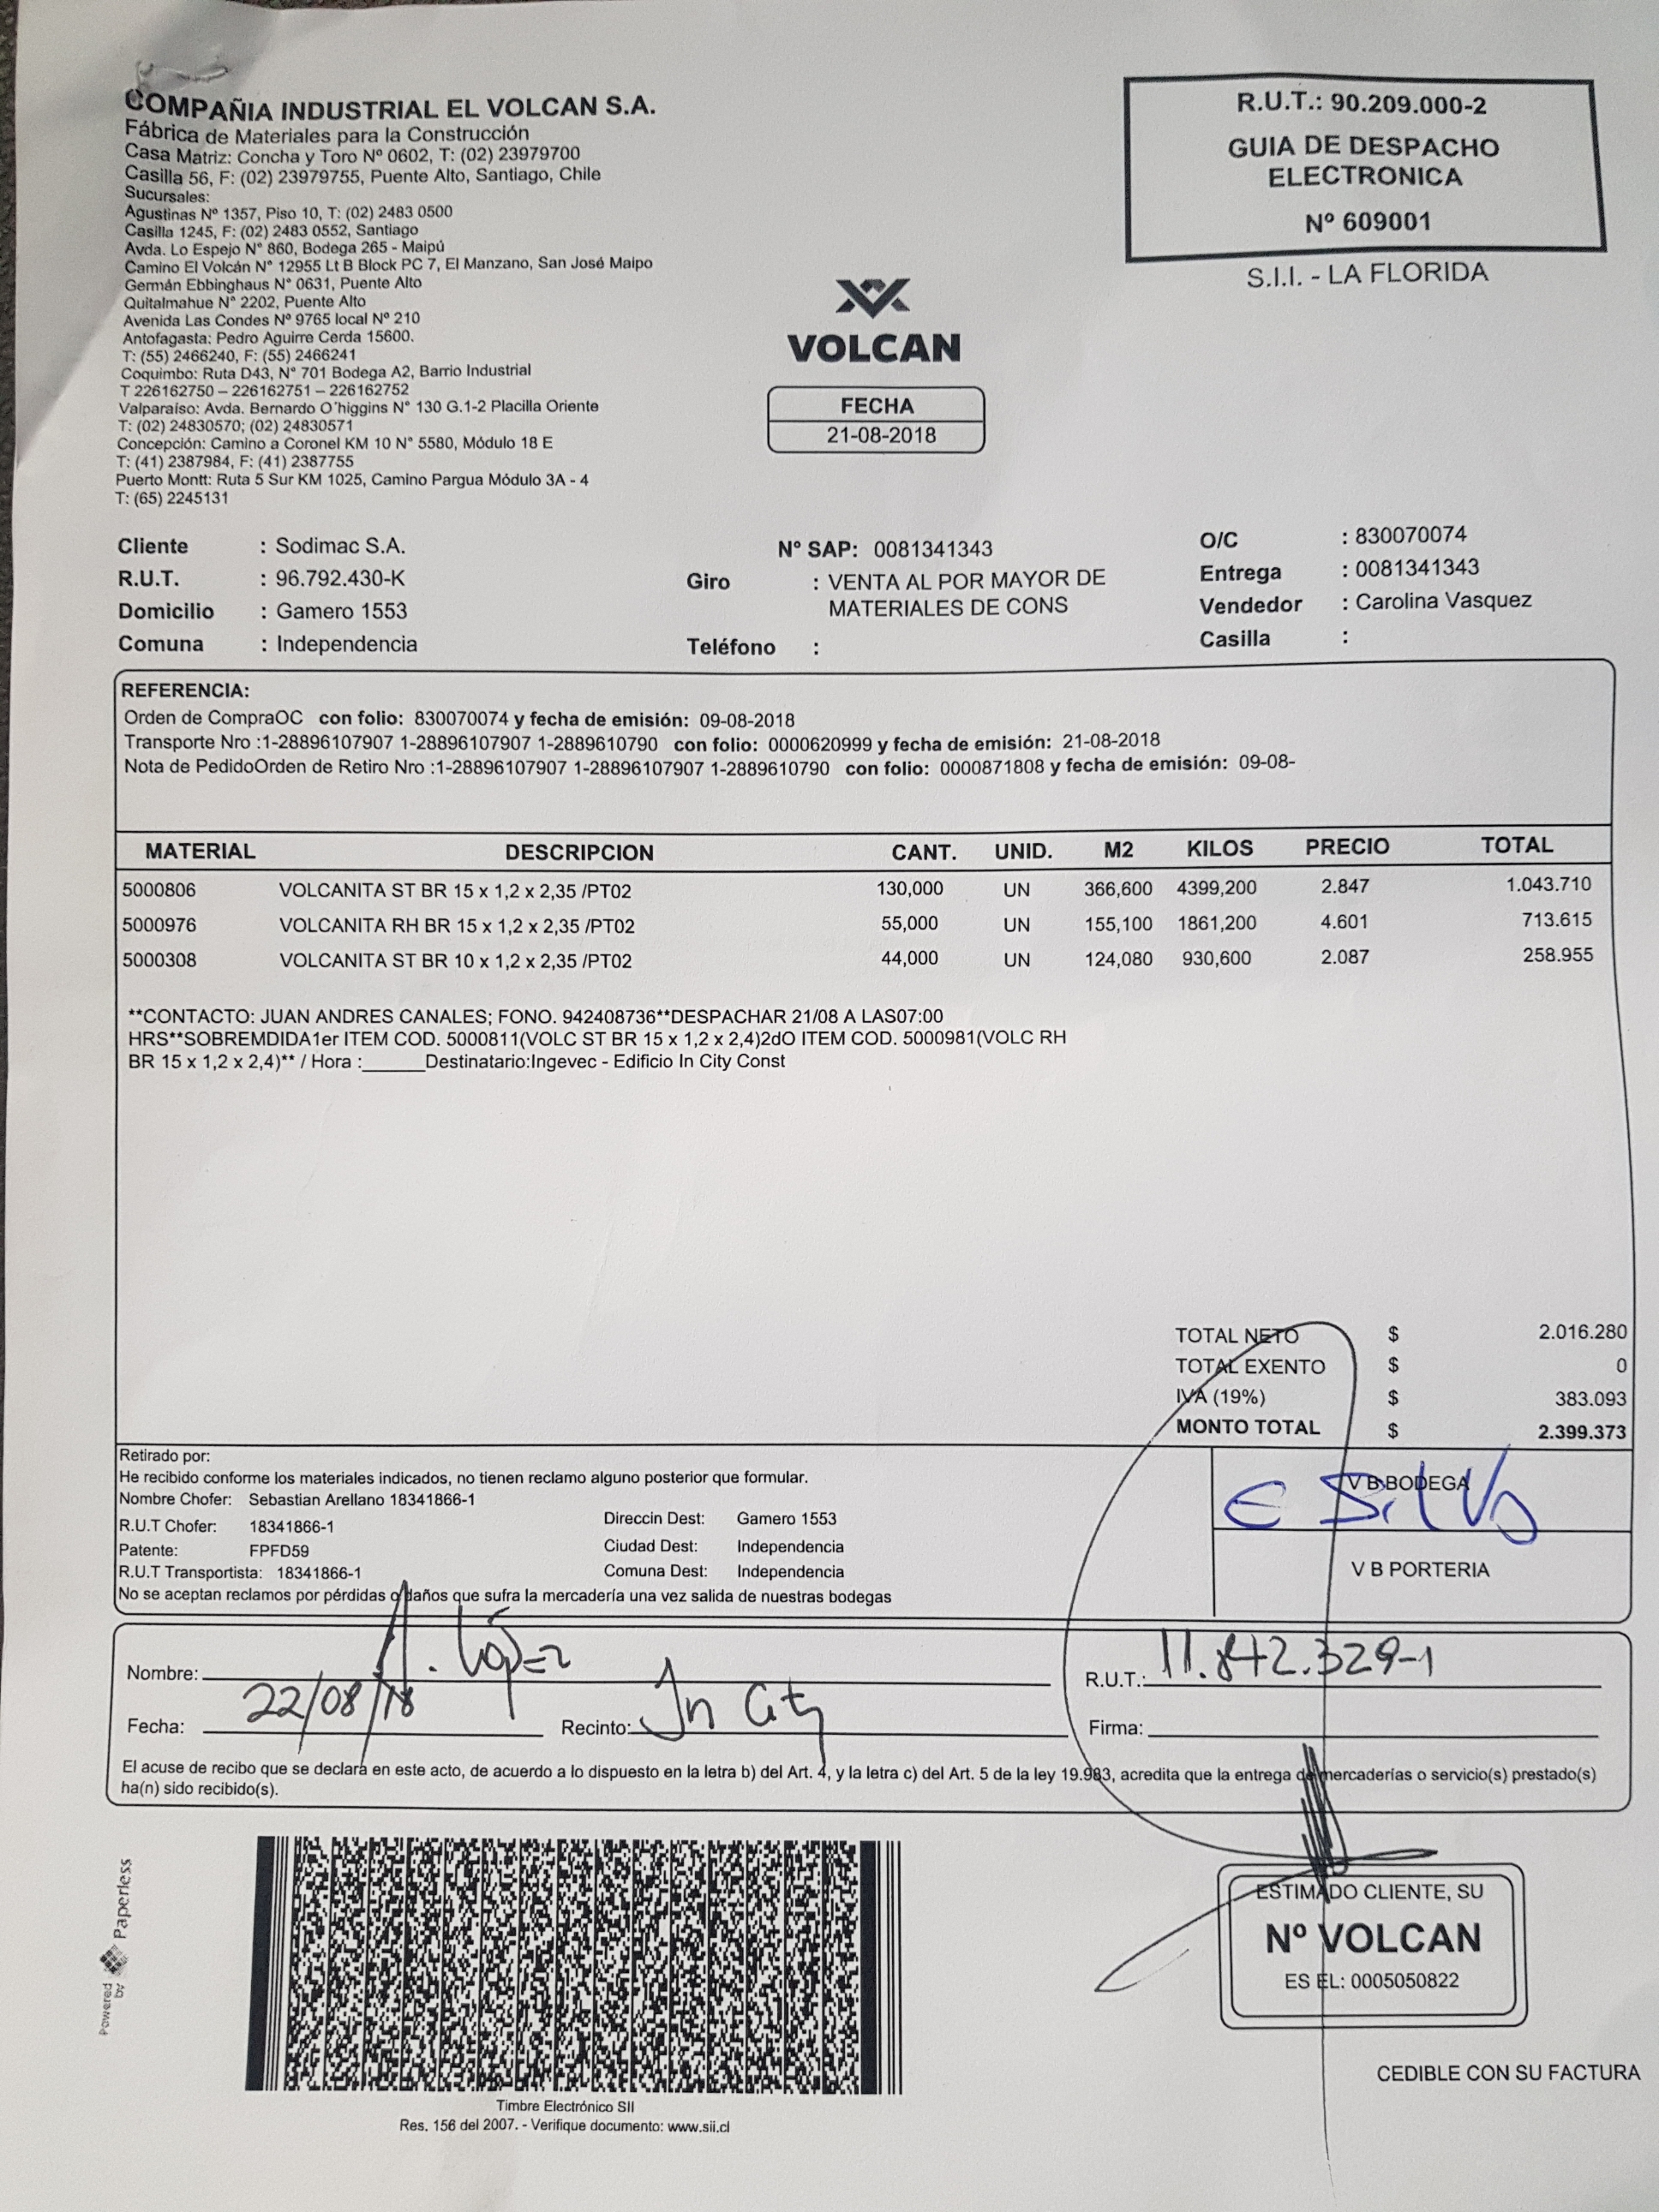 COMPAÑIA INDUSTRIAL EL VOLCAN S.A.
Fábrica de Materiales para la Construcción
Casa Matriz: Concha y Toro Nº 0602, T: (02) 23979700
Casilla 56, F: (02) 23979755, Puente Alto, Santiago, Chile
Sucursales:
Agustinas Nº 1357, Piso 10, T: (02) 2483 0500
Casilla 1245, F: (02) 2483 0552, Santiago
Avda. Lo Espejo N° 860, Bodega 265 - Maipú
Camino El Volcán N° 12955 Lt B Block PC 7, El Manzano, San José Maipo
Germán Ebbinghaus N° 0631, Puente Alto
Quitalmahue N° 2202, Puente Alto
Avenida Las Condes Nº 9765 local Nº 210
Antofagasta: Pedro Aguirre Cerda 15600.
T: (55) 2466240, F: (55) 2466241
Coquimbo: Ruta D43, N° 701 Bodega A2, Barrio Industrial
T 226162750 – 226162751 – 226162752
Valparaíso: Avda. Bernardo O´higgins N° 130 G.1-2 Placilla Oriente
T: (02) 24830570; (02) 24830571
Concepción: Camino a Coronel KM 10 N° 5580, Módulo 18 E
T: (41) 2387984, F: (41) 2387755
Puerto Montt: Ruta 5 Sur KM 1025, Camino Pargua Módulo 3A - 4
T: (65) 2245131
VOLCAN
FECHA
21-08-2018
R.U.T.: 90.209.000-2
GUIA DE DESPACHO
ELECTRONICA
Nº 609001
S.I.I. - LA FLORIDA
Cliente : Sodimac S.A. N° SAP: 0081341343 O/C : 830070074
R.U.T. : 96.792.430-K Giro : VENTA AL POR MAYOR DE Entrega : 0081341343
Domicilio : Gamero 1553 MATERIALES DE CONS Vendedor : Carolina Vasquez
Comuna : Independencia Teléfono : Casilla :
REFERENCIA:
Orden de CompraOC con folio: 830070074 y fecha de emisión: 09-08-2018
Transporte Nro :1-28896107907 1-28896107907 1-2889610790 con folio: 0000620999 y fecha de emisión: 21-08-2018
Nota de PedidoOrden de Retiro Nro :1-28896107907 1-28896107907 1-2889610790 con folio: 0000871808 y fecha de emisión: 09-08-
MATERIAL DESCRIPCION CANT. UNID. M2 KILOS PRECIO TOTAL
5000806 VOLCANITA ST BR 15 x 1,2 x 2,35 /PT02 130,000 UN 366,600 4399,200 2.847 1.043.710
5000976 VOLCANITA RH BR 15 x 1,2 x 2,35 /PT02 55,000 UN 155,100 1861,200 4.601 713.615
5000308 VOLCANITA ST BR 10 x 1,2 x 2,35 /PT02 44,000 UN 124,080 930,600 2.087 258.955
**CONTACTO: JUAN ANDRES CANALES; FONO. 942408736**DESPACHAR 21/08 A LAS07:00
HRS**SOBREMDIDA1er ITEM COD. 5000811(VOLC ST BR 15 x 1,2 x 2,4)2dO ITEM COD. 5000981(VOLC RH
BR 15 x 1,2 x 2,4)** / Hora :______Destinatario:Ingevec - Edificio In City Const
TOTAL NETO $ 2.016.280
TOTAL EXENTO $ 0
IVA (19%) $ 383.093
MONTO TOTAL $ 2.399.373
Retirado por:
He recibido conforme los materiales indicados, no tienen reclamo alguno posterior que formular.
Nombre Chofer: Sebastian Arellano 18341866-1
R.U.T Chofer: 18341866-1 Direccin Dest: Gamero 1553
Patente: FPFD59 Ciudad Dest: Independencia
R.U.T Transportista: 18341866-1 Comuna Dest: Independencia
No se aceptan reclamos por pérdidas o daños que sufra la mercadería una vez salida de nuestras bodegas
V B BODEGA
E Silva
V B PORTERIA
Nombre: A. López R.U.T.: 11.842.329-1
Fecha: 22/08/18 Recinto: In City Firma:
El acuse de recibo que se declara en este acto, de acuerdo a lo dispuesto en la letra b) del Art. 4, y la letra c) del Art. 5 de la ley 19.983, acredita que la entrega de mercaderías o servicio(s) prestado(s)
ha(n) sido recibido(s).
Powered by Paperless
Timbre Electrónico SII
Res. 156 del 2007. - Verifique documento: www.sii.cl
ESTIMADO CLIENTE, SU
Nº VOLCAN
ES EL: 0005050822
CEDIBLE CON SU FACTURA